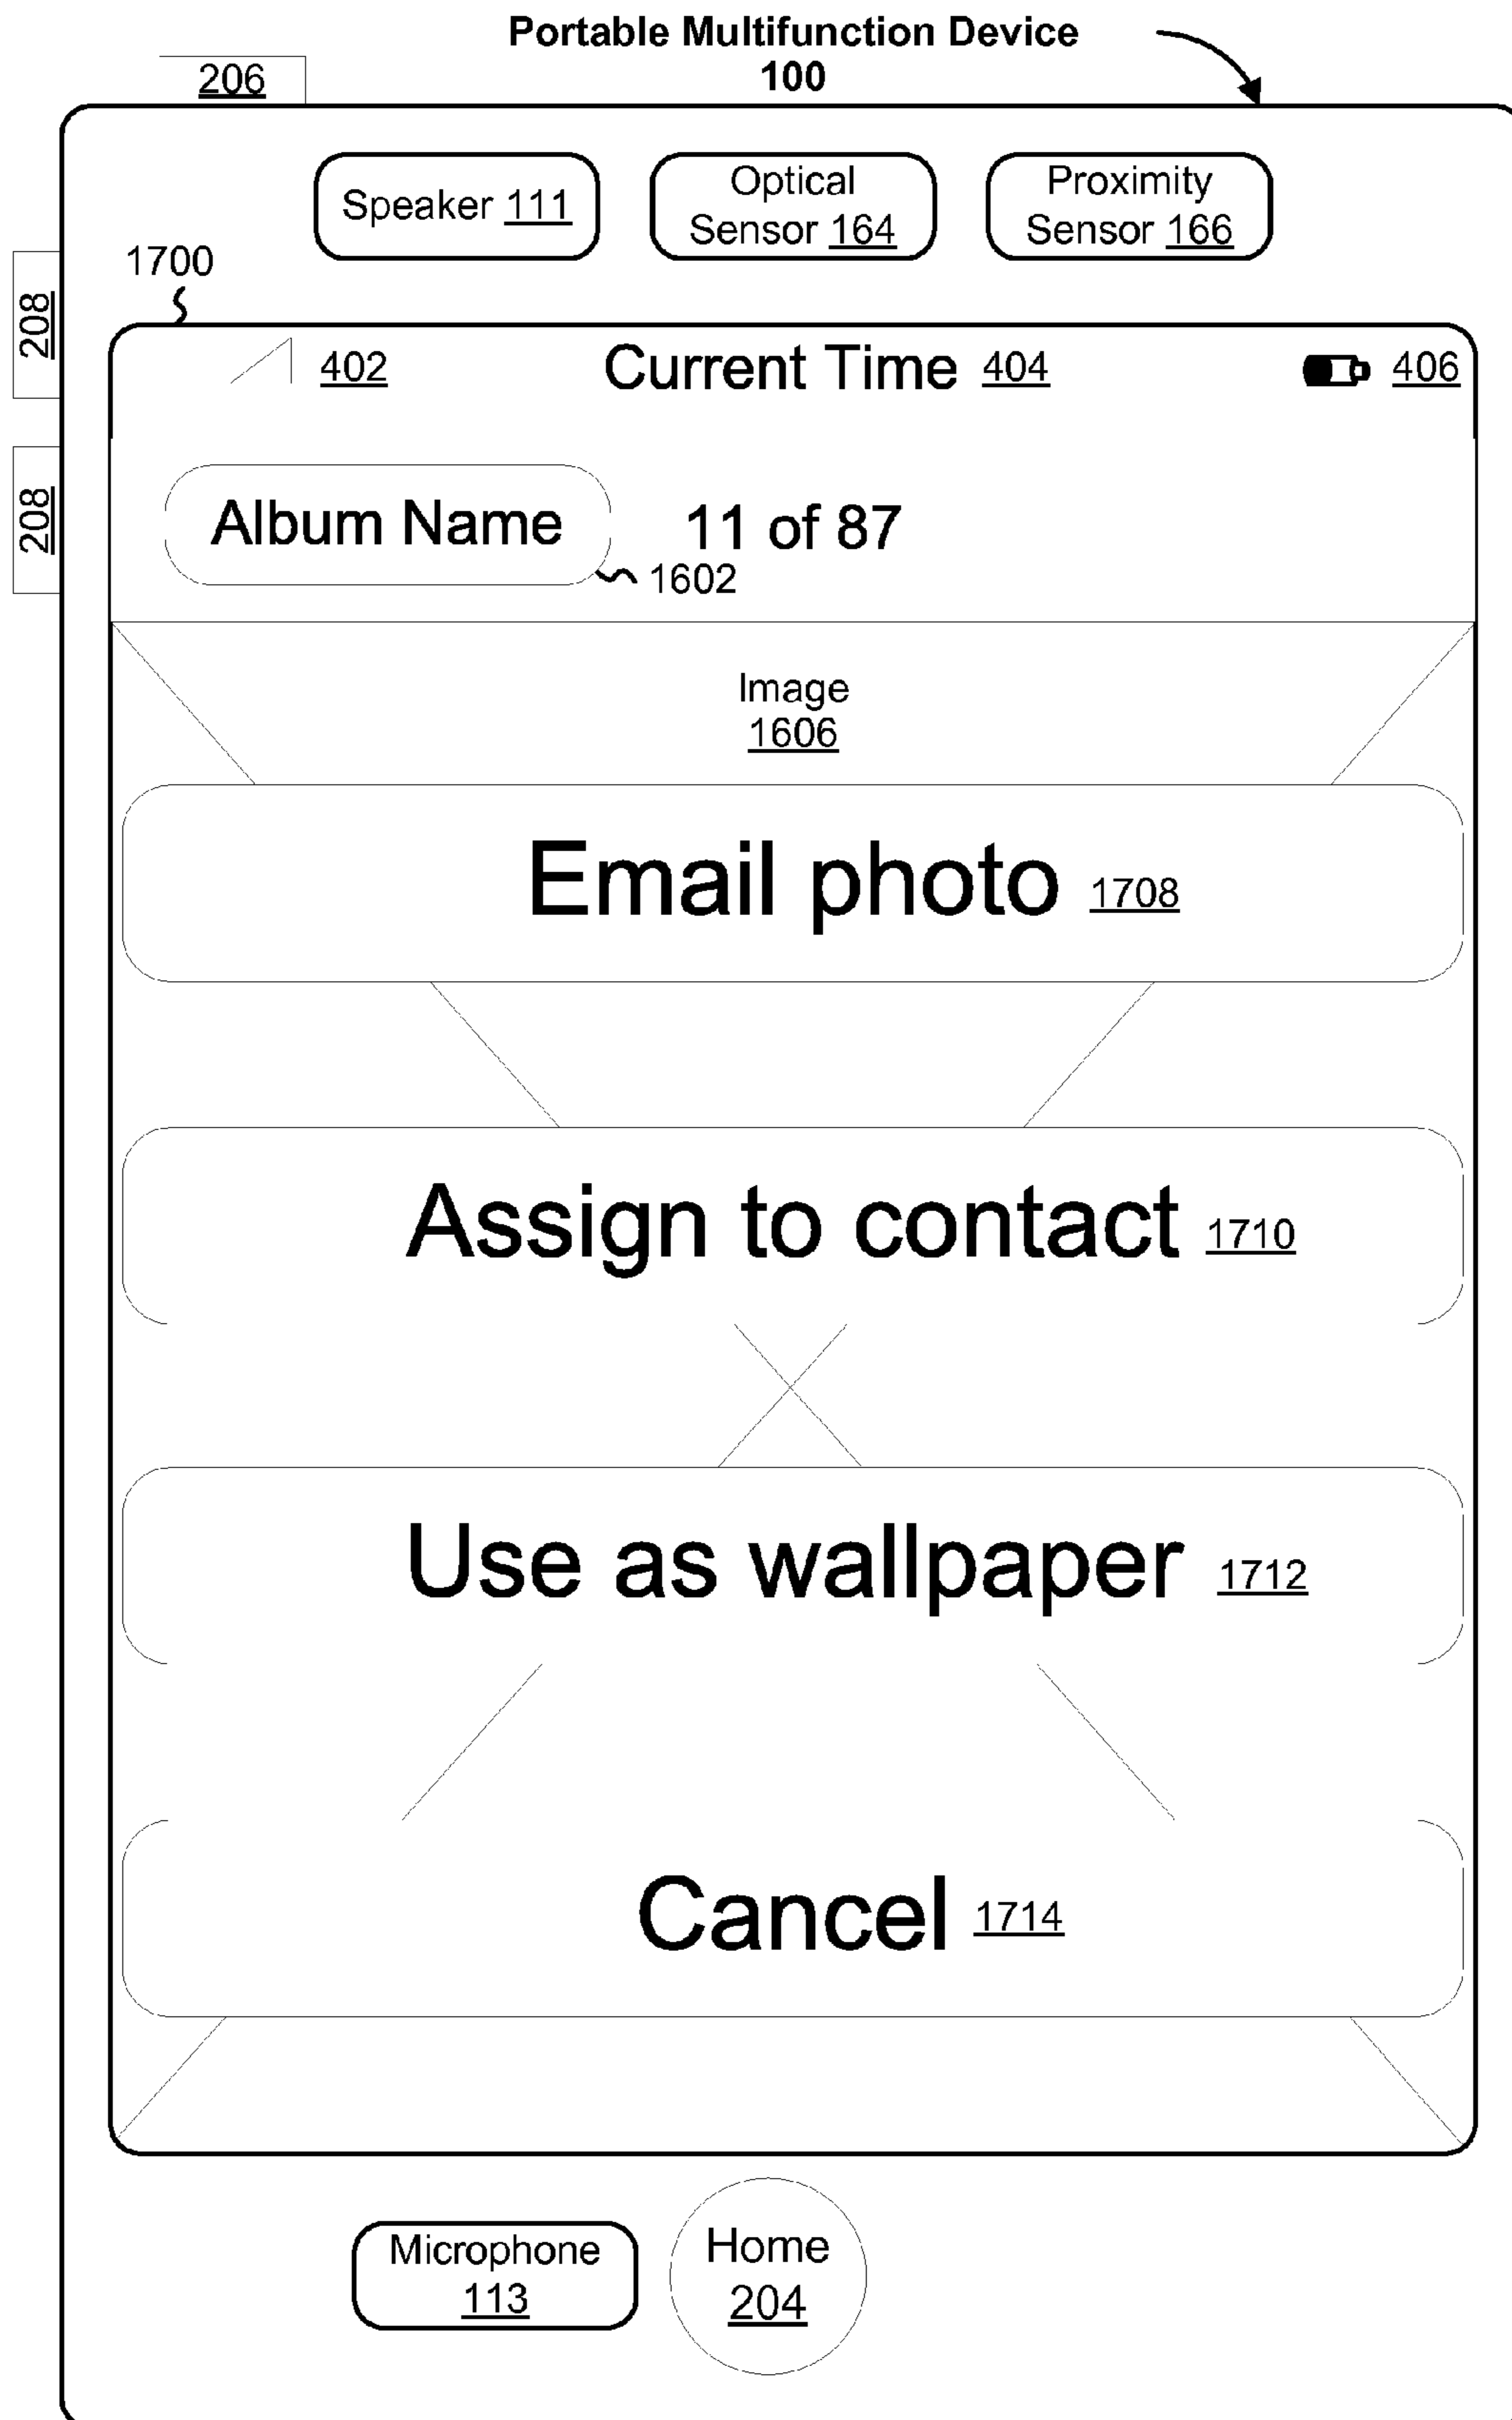 Portable Multifunction Device
100
206
Speaker 111
Optical
Sensor 164
Proximity
Sensor 166
1700
208
402
Current Time 404
406
208
Album Name
11 of 87
1602
Image
1606
Email photo 1708
Assign to contact 1710
Use as wallpaper 1712
Cancel 1714
Microphone
113
Home
204